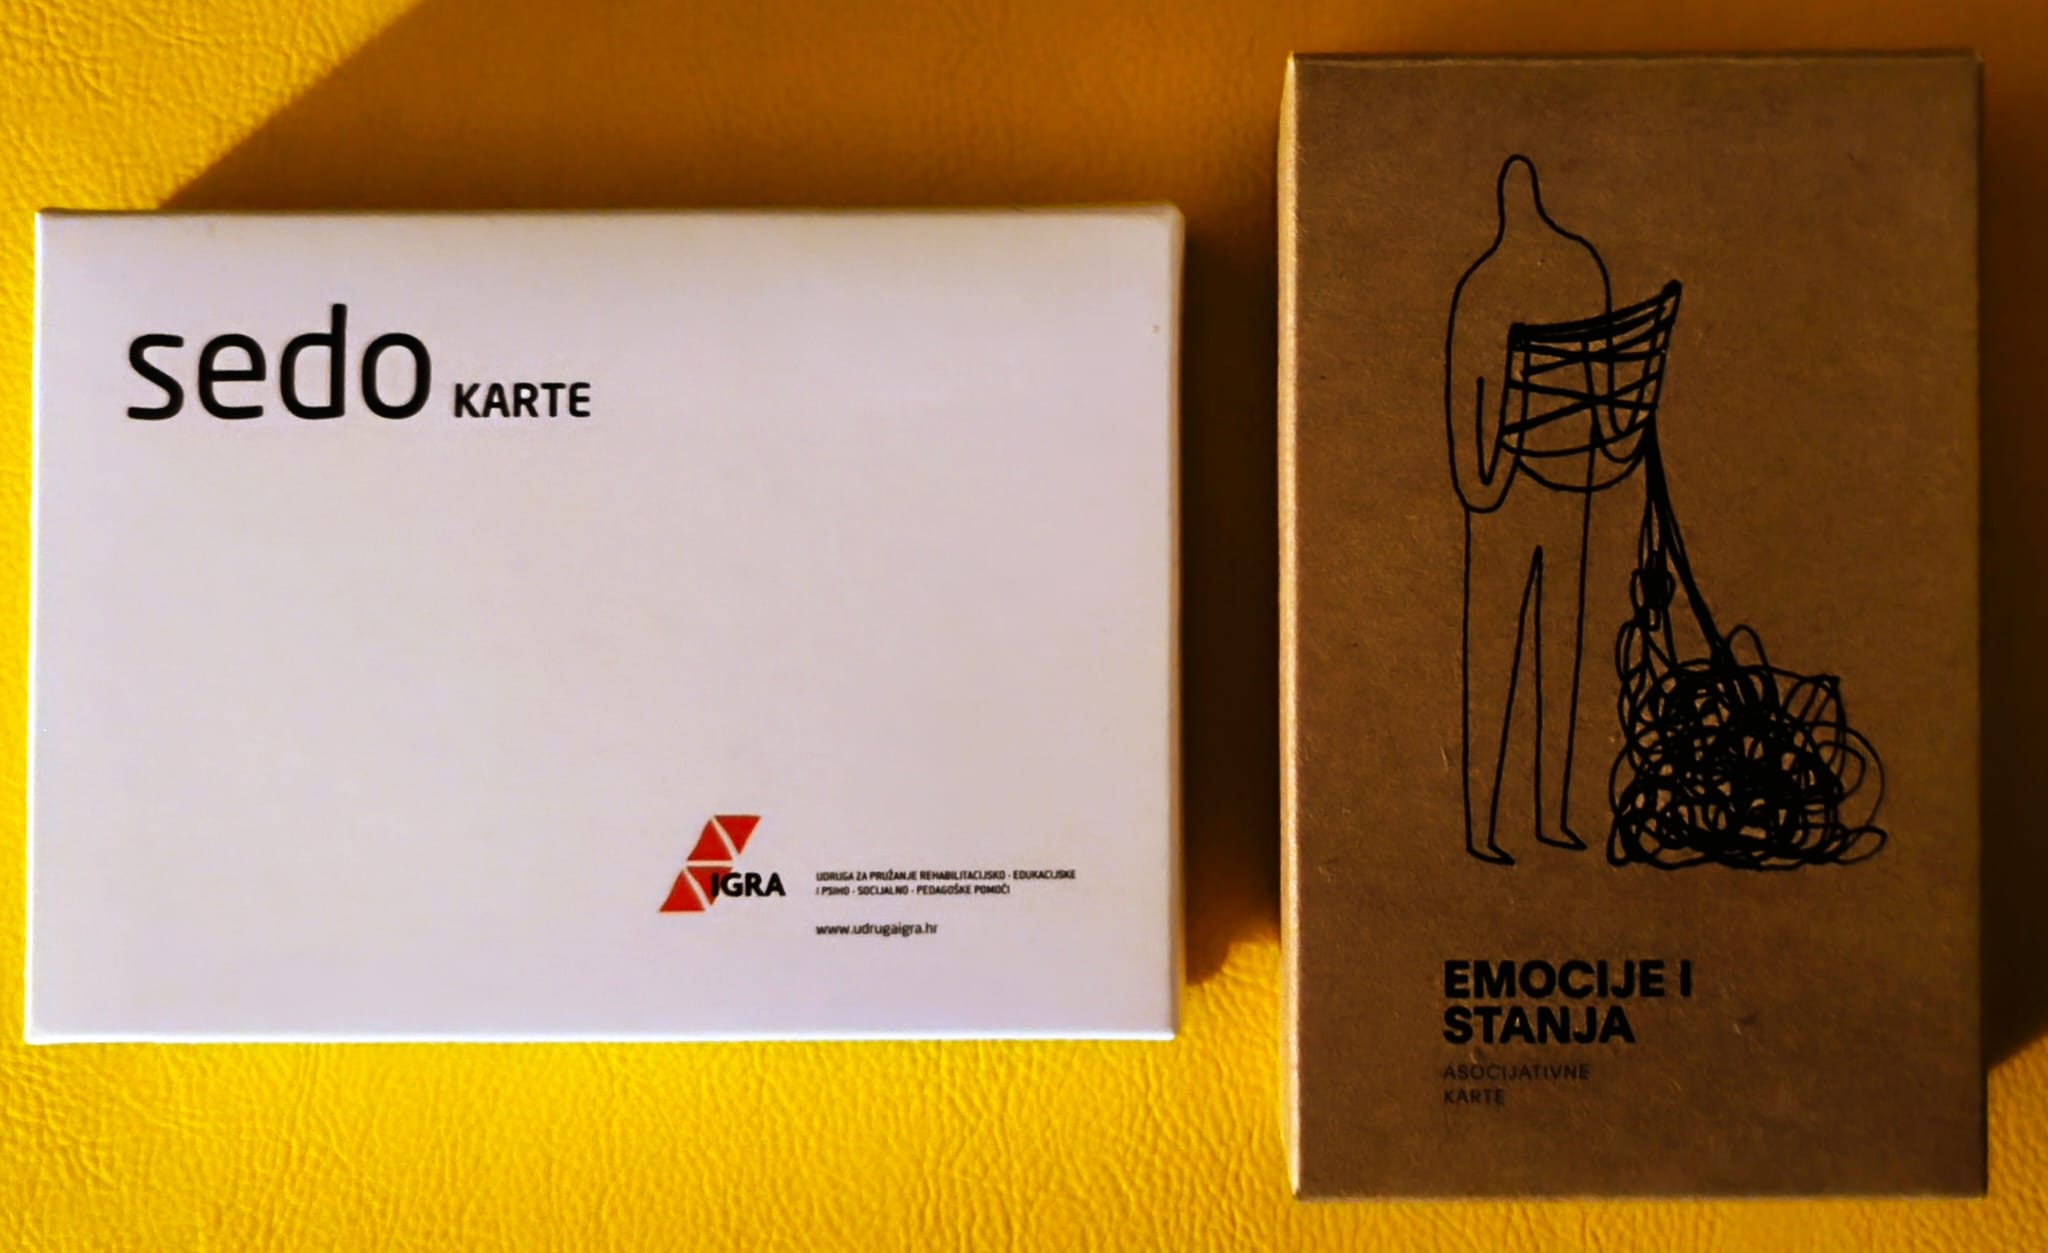 sedo KARTE
IGRA
UDRUGA ZA PRUŽANJE REHABILITACIJSKO - EDUKACIJSKE
I PSIHO - SOCIJALNO - PEDAGOŠKE POMOĆI
www.udrugaigra.hr
EMOCIJE I
STANJA
ASOCIJATIVNE
KARTE